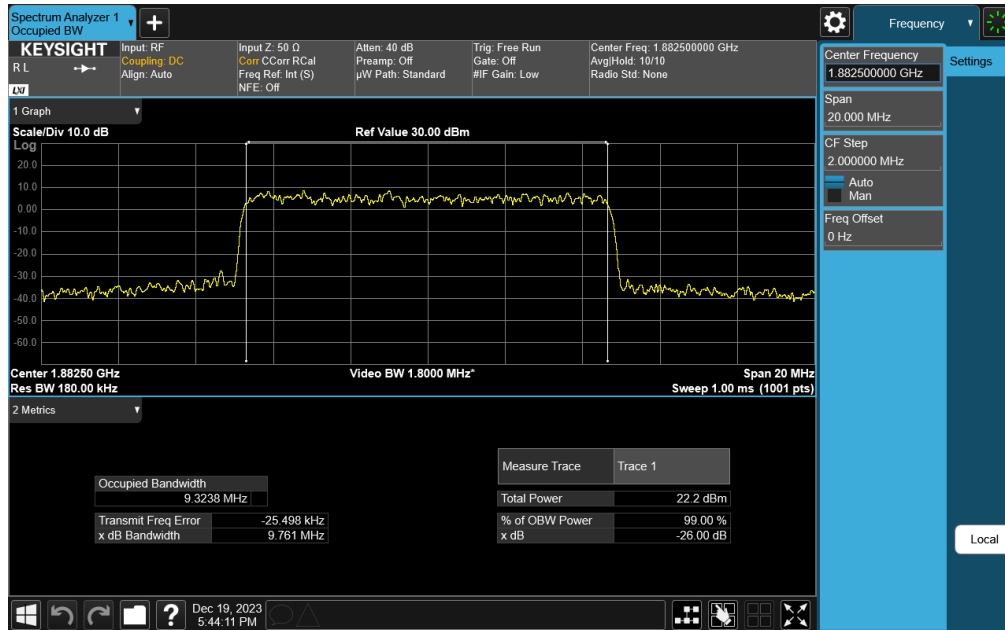 Spectrum Analyzer 1
Occupied BW
Frequency
KEYSIGHT
R L
LXI
Input: RF
Coupling: DC
Align: Auto
Input Z: 50 Ω
Corr CCorr RCal
Freq Ref: Int (S)
NFE: Off
Atten: 40 dB
Preamp: Off
µW Path: Standard
Trig: Free Run
Gate: Off
#IF Gain: Low
Center Freq: 1.882500000 GHz
Avg|Hold: 10/10
Radio Std: None
Center Frequency
1.882500000 GHz
Settings
Span
20.000 MHz
CF Step
2.000000 MHz
Auto
Man
Freq Offset
0 Hz
1 Graph
Scale/Div 10.0 dB
Ref Value 30.00 dBm
Log
20.0
10.0
0.00
-10.0
-20.0
-30.0
-40.0
-50.0
-60.0
Center 1.88250 GHz
Video BW 1.8000 MHz*
Span 20 MHz
Res BW 180.00 kHz
Sweep 1.00 ms (1001 pts)
2 Metrics
Measure Trace Trace 1
Occupied Bandwidth
9.3238 MHz
Total Power 22.2 dBm
Transmit Freq Error -25.498 kHz
% of OBW Power 99.00 %
x dB Bandwidth 9.761 MHz
x dB -26.00 dB
Local
?
Dec 19, 2023
5:44:11 PM